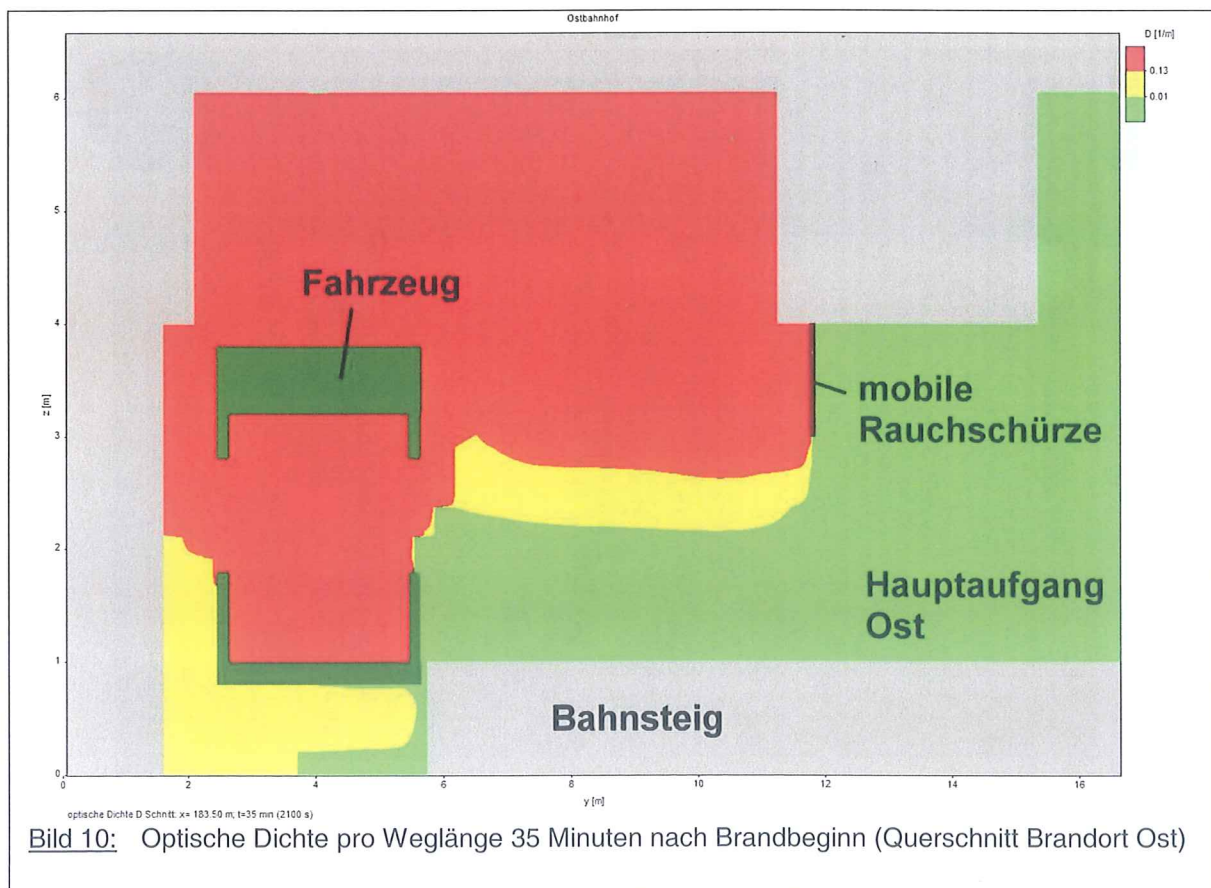 Ostbahnhof
D [1/m]
0.13
0.01
6
5
4
3
2
1
0
z [m]
Fahrzeug
mobile
Rauchschürze
Hauptaufgang
Ost
Bahnsteig
0 2 4 6 8 10 12 14 16
y [m]
optische Dichte D Schnitt: x= 183.50 m; t=35 min (2100 s)
Bild 10: Optische Dichte pro Weglänge 35 Minuten nach Brandbeginn (Querschnitt Brandort Ost)